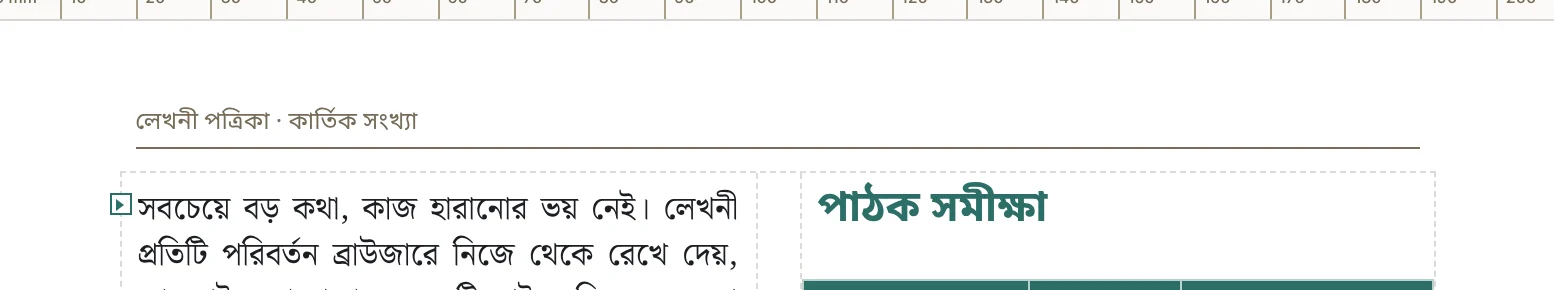 লেখনী পত্রিকা · কার্তিক সংখ্যা
সবচেয়ে বড় কথা, কাজ হারানোর ভয় নেই। লেখনী
প্রতিটি পরিবর্তন ব্রাউজারে নিজে থেকে রেখে দেয়,
পাঠক সমীক্ষা